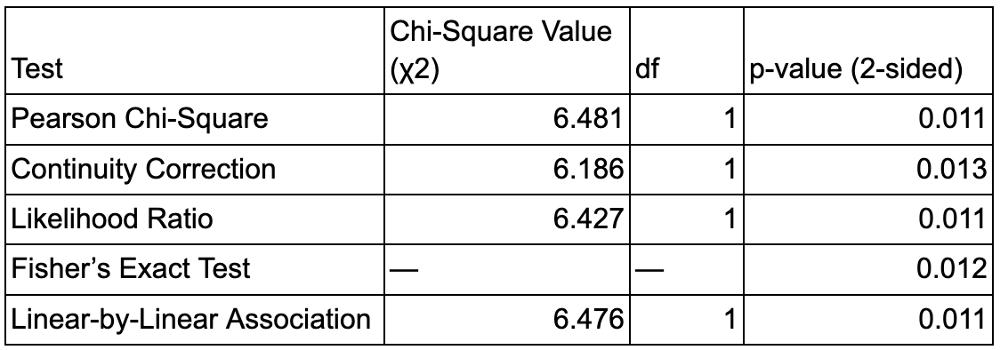 Test | Chi-Square Value (χ2) | df | p-value (2-sided)
Pearson Chi-Square | 6.481 | 1 | 0.011
Continuity Correction | 6.186 | 1 | 0.013
Likelihood Ratio | 6.427 | 1 | 0.011
Fisher’s Exact Test | — | — | 0.012
Linear-by-Linear Association | 6.476 | 1 | 0.011